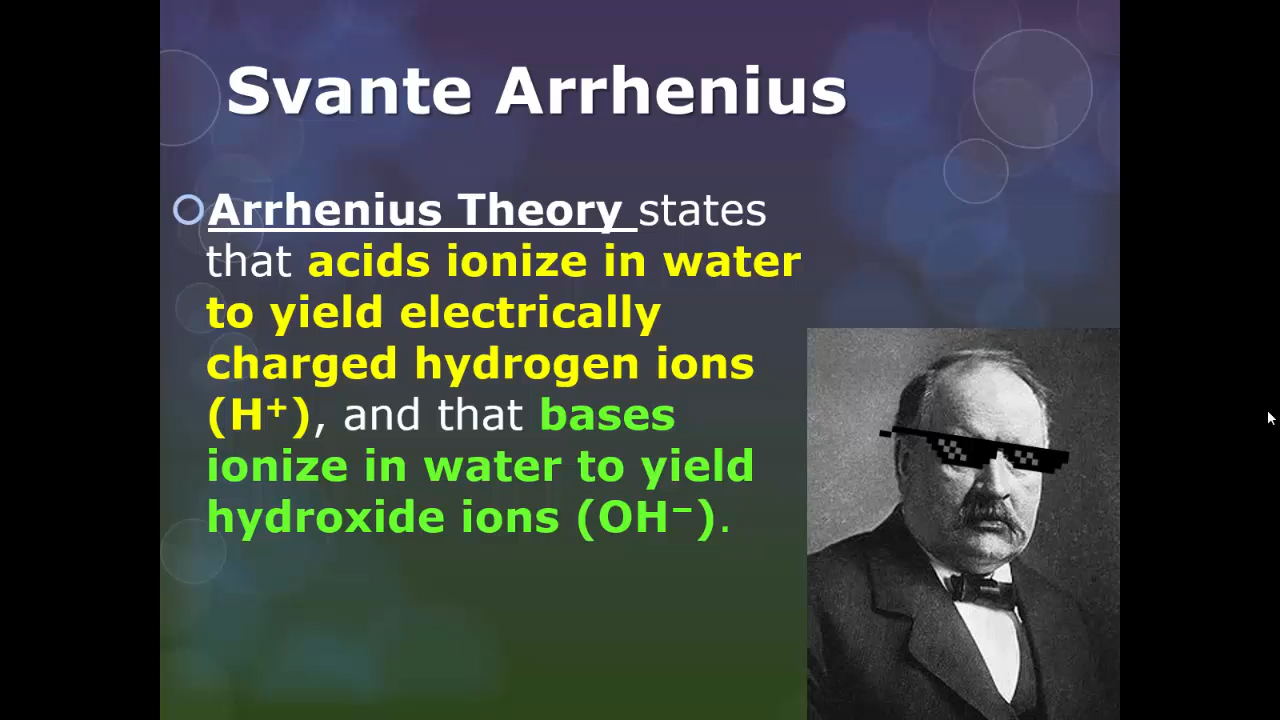 Svante Arrhenius
Arrhenius Theory states
that acids ionize in water
to yield electrically
charged hydrogen ions
(H⁺), and that bases
ionize in water to yield
hydroxide ions (OH⁻).